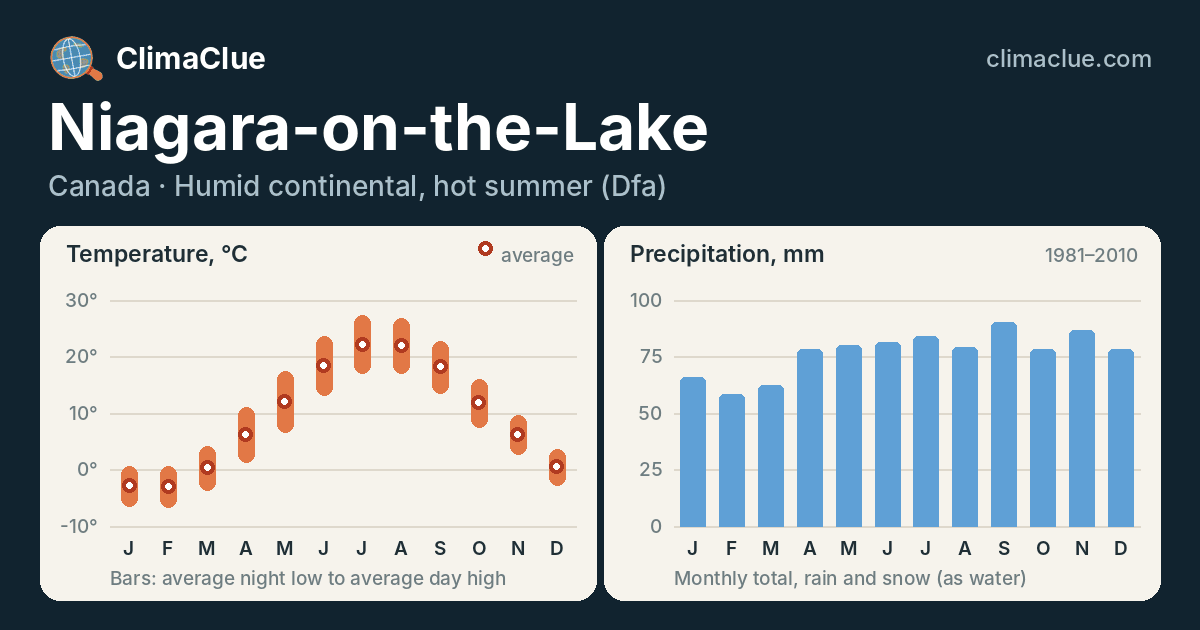 ClimaClue
climaclue.com
Niagara-on-the-Lake
Canada · Humid continental, hot summer (Dfa)
Temperature, °C
average
30°
20°
10°
0°
-10°
J F M A M J J A S O N D
Bars: average night low to average day high
Precipitation, mm
1981–2010
100
75
50
25
0
J F M A M J J A S O N D
Monthly total, rain and snow (as water)